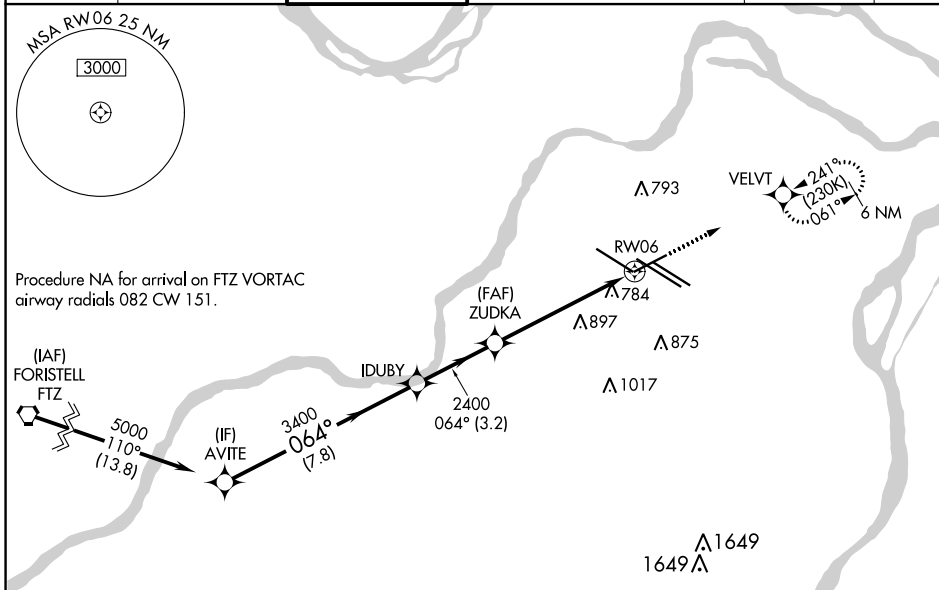 MSA RW06 25 NM
3000
793
VELVT
241°
(230K)
061°
6 NM
RW06
784
Procedure NA for arrival on FTZ VORTAC
airway radials 082 CW 151.
(FAF)
ZUDKA
897
875
(IAF)
FORISTELL
FTZ
IDUBY
1017
2400
064° (3.2)
5000
110°
(13.8)
(IF)
AVITE
3400
064°
(7.8)
1649
1649